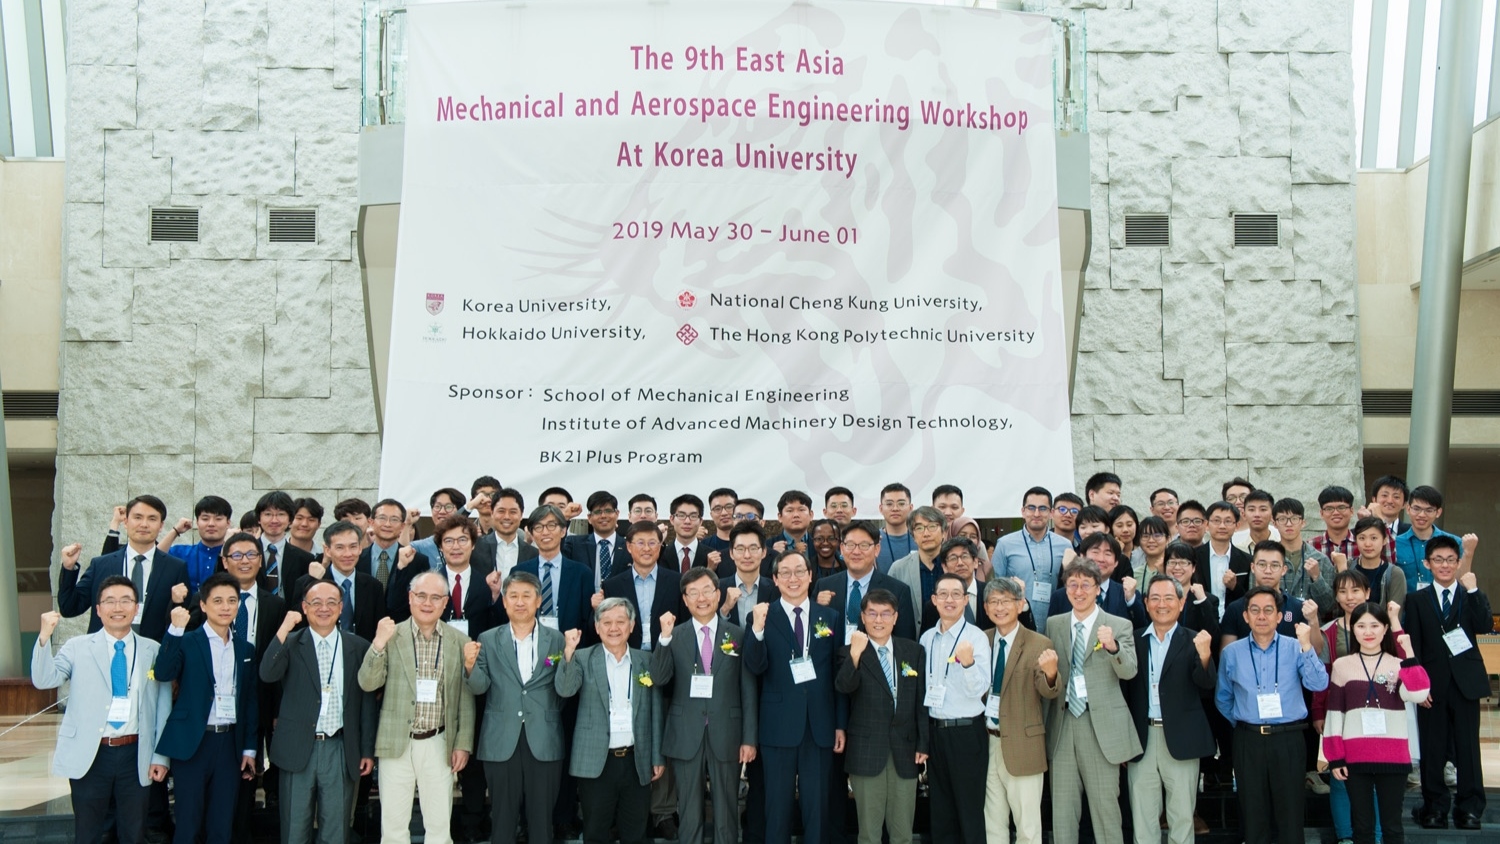 The 9th East Asia
Mechanical and Aerospace Engineering Workshop
At Korea University
2019 May 30 – June 01
Korea University, National Cheng Kung University,
Hokkaido University, The Hong Kong Polytechnic University
Sponsor : School of Mechanical Engineering
Institute of Advanced Machinery Design Technology,
BK21 Plus Program